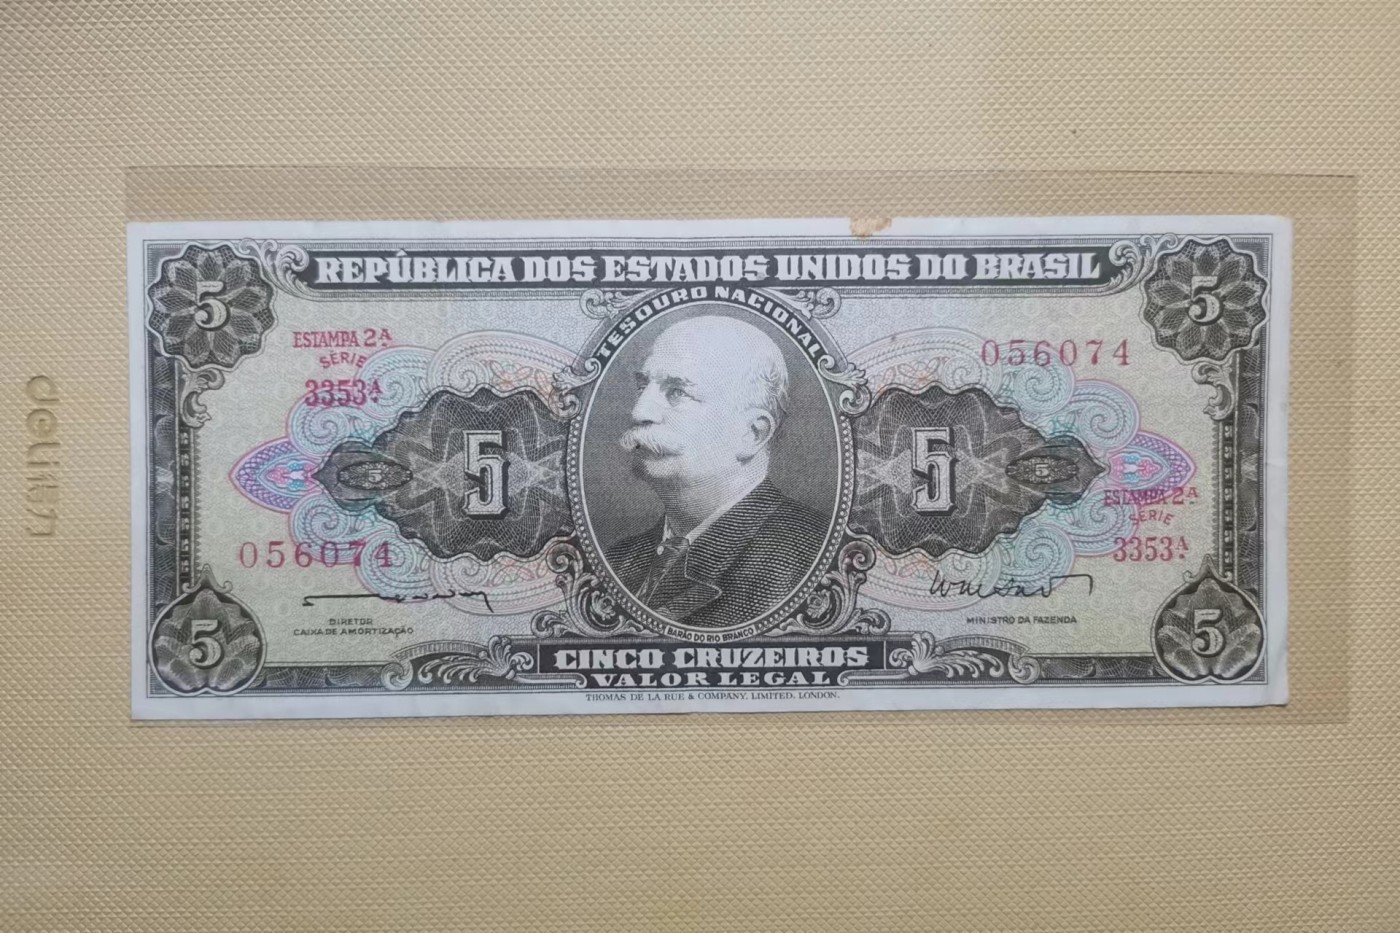 REPÚBLICA DOS ESTADOS UNIDOS DO BRASIL
TESOURO NACIONAL
5
5
ESTAMPA 2A
SÉRIE
3353A
056074
5
5
5
5
ESTAMPA 2A
SÉRIE
3353A
056074
DIRETOR
CAIXA DE AMORTIZAÇÃO
MINISTRO DA FAZENDA
BARÃO DO RIO BRANCO
5
5
CINCO CRUZEIROS
VALOR LEGAL
THOMAS DE LA RUE & COMPANY, LIMITED, LONDON.